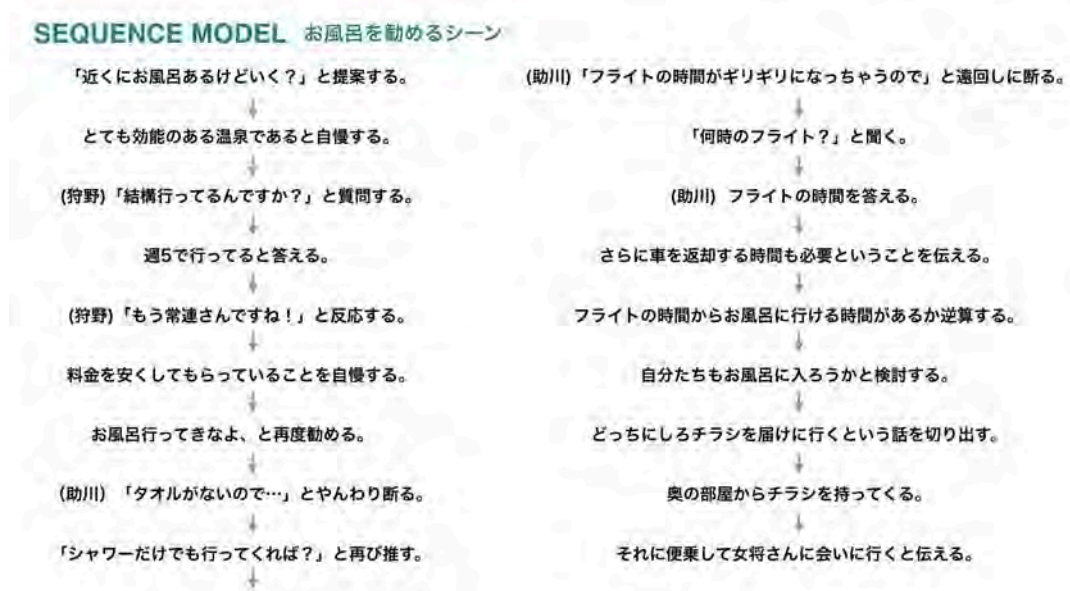 SEQUENCE MODEL お風呂を勧めるシーン
「近くにお風呂あるけどいく？」と提案する。
↓
とても効能のある温泉であると自慢する。
↓
(狩野)「結構行ってるんですか？」と質問する。
↓
週5で行ってると答える。
↓
(狩野)「もう常連さんですね！」と反応する。
↓
料金を安くしてもらっていることを自慢する。
↓
お風呂行ってきなよ、と再度勧める。
↓
(助川) 「タオルがないので…」とやんわり断る。
↓
「シャワーだけでも行ってくれば？」と再び推す。
↓
(助川)「フライトの時間がギリギリになっちゃうので」と遠回しに断る。
↓
「何時のフライト？」と聞く。
↓
(助川) フライトの時間を答える。
↓
さらに車を返却する時間も必要ということを伝える。
↓
フライトの時間からお風呂に行ける時間があるか逆算する。
↓
自分たちもお風呂に入ろうかと検討する。
↓
どっちにしろチラシを届けに行くという話を切り出す。
↓
奥の部屋からチラシを持ってくる。
↓
それに便乗して女将さんに会いに行くと伝える。